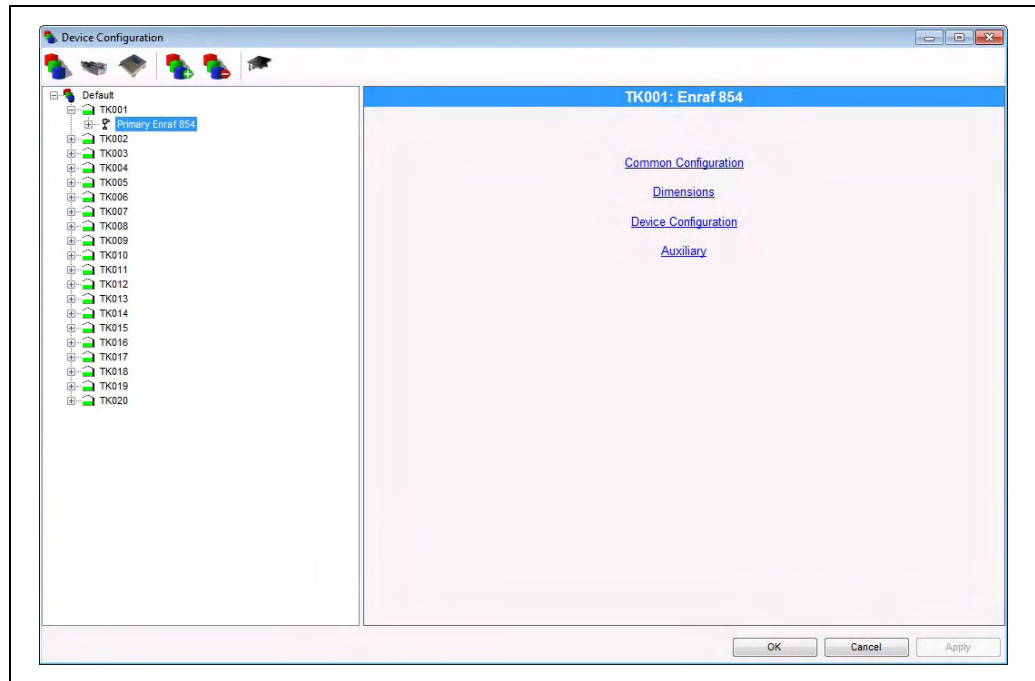 Device Configuration
Default
TK001: Enraf 854
TK001
Primary Enraf 854
TK002
TK003
TK004
TK005
TK006
TK007
TK008
TK009
TK010
TK011
TK012
TK013
TK014
TK015
TK016
TK017
TK018
TK019
TK020
Common Configuration
Dimensions
Device Configuration
Auxiliary
OK Cancel Apply